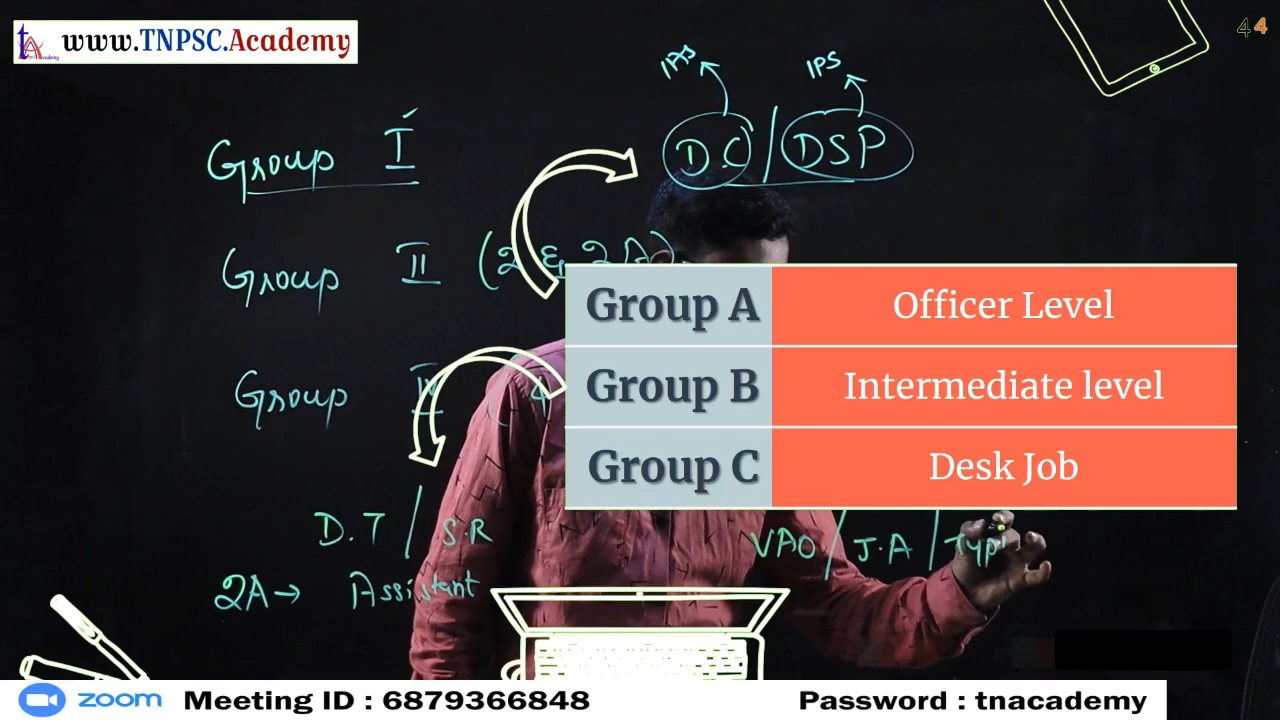 www.TNPSC.Academy
44
IAS
IPS
Group I
DC / DSP
Group II (2 & 2A)
Group A
Officer Level
Group B
Intermediate level
Group C
Desk Job
Group
D.T / S.R
VAO / J.A / Typi
2A → Assistant
zoom
Meeting ID : 6879366848
Password : tnacademy